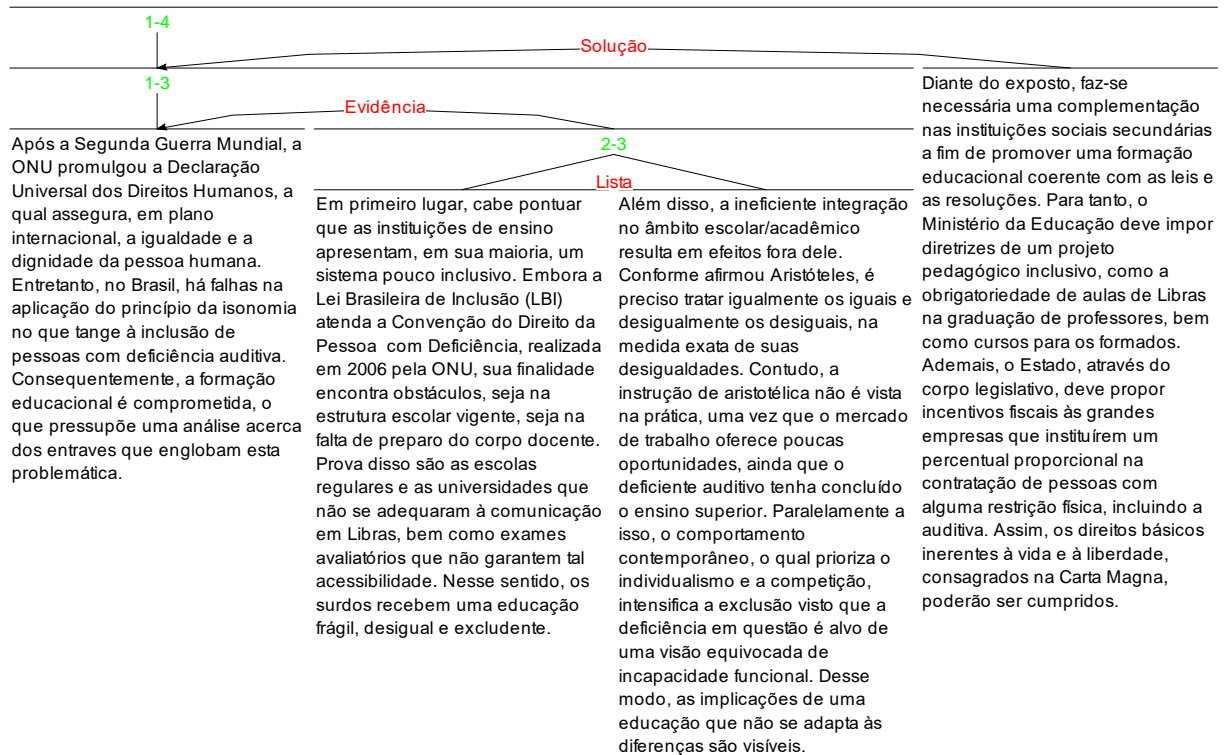 1-4
Solução
1-3
Evidência
Após a Segunda Guerra Mundial, a
ONU promulgou a Declaração
Universal dos Direitos Humanos, a
qual assegura, em plano
internacional, a igualdade e a
dignidade da pessoa humana.
Entretanto, no Brasil, há falhas na
aplicação do princípio da isonomia
no que tange à inclusão de
pessoas com deficiência auditiva.
Consequentemente, a formação
educacional é comprometida, o
que pressupõe uma análise acerca
dos entraves que englobam esta
problemática.
2-3
Lista
Em primeiro lugar, cabe pontuar
que as instituições de ensino
apresentam, em sua maioria, um
sistema pouco inclusivo. Embora a
Lei Brasileira de Inclusão (LBI)
atenda a Convenção do Direito da
Pessoa com Deficiência, realizada
em 2006 pela ONU, sua finalidade
encontra obstáculos, seja na
estrutura escolar vigente, seja na
falta de preparo do corpo docente.
Prova disso são as escolas
regulares e as universidades que
não se adequaram à comunicação
em Libras, bem como exames
avaliatórios que não garantem tal
acessibilidade. Nesse sentido, os
surdos recebem uma educação
frágil, desigual e excludente.
Além disso, a ineficiente integração
no âmbito escolar/acadêmico
resulta em efeitos fora dele.
Conforme afirmou Aristóteles, é
preciso tratar igualmente os iguais e
desigualmente os desiguais, na
medida exata de suas
desigualdades. Contudo, a
instrução de aristotélica não é vista
na prática, uma vez que o mercado
de trabalho oferece poucas
oportunidades, ainda que o
deficiente auditivo tenha concluído
o ensino superior. Paralelamente a
isso, o comportamento
contemporâneo, o qual prioriza o
individualismo e a competição,
intensifica a exclusão visto que a
deficiência em questão é alvo de
uma visão equivocada de
incapacidade funcional. Desse
modo, as implicações de uma
educação que não se adapta às
diferenças são visíveis.
Diante do exposto, faz-se
necessária uma complementação
nas instituições sociais secundárias
a fim de promover uma formação
educacional coerente com as leis e
as resoluções. Para tanto, o
Ministério da Educação deve impor
diretrizes de um projeto
pedagógico inclusivo, como a
obrigatoriedade de aulas de Libras
na graduação de professores, bem
como cursos para os formados.
Ademais, o Estado, através do
corpo legislativo, deve propor
incentivos fiscais às grandes
empresas que instituírem um
percentual proporcional na
contratação de pessoas com
alguma restrição física, incluindo a
auditiva. Assim, os direitos básicos
inerentes à vida e à liberdade,
consagrados na Carta Magna,
poderão ser cumpridos.